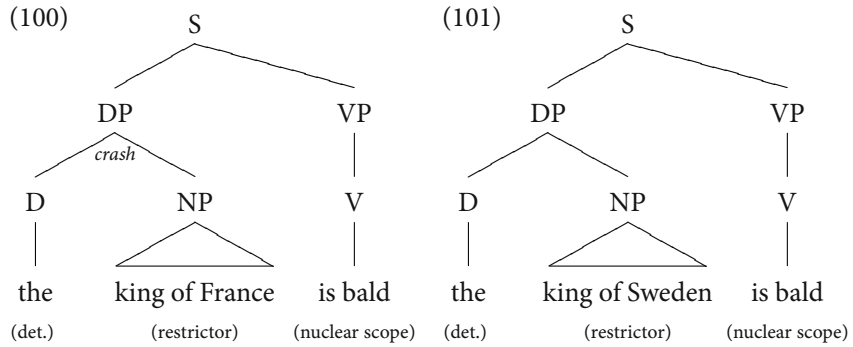 (100) (101)
S S
DP VP DP VP
crash
D NP V D NP V
the king of France is bald the king of Sweden is bald
(det.) (restrictor) (nuclear scope) (det.) (restrictor) (nuclear scope)